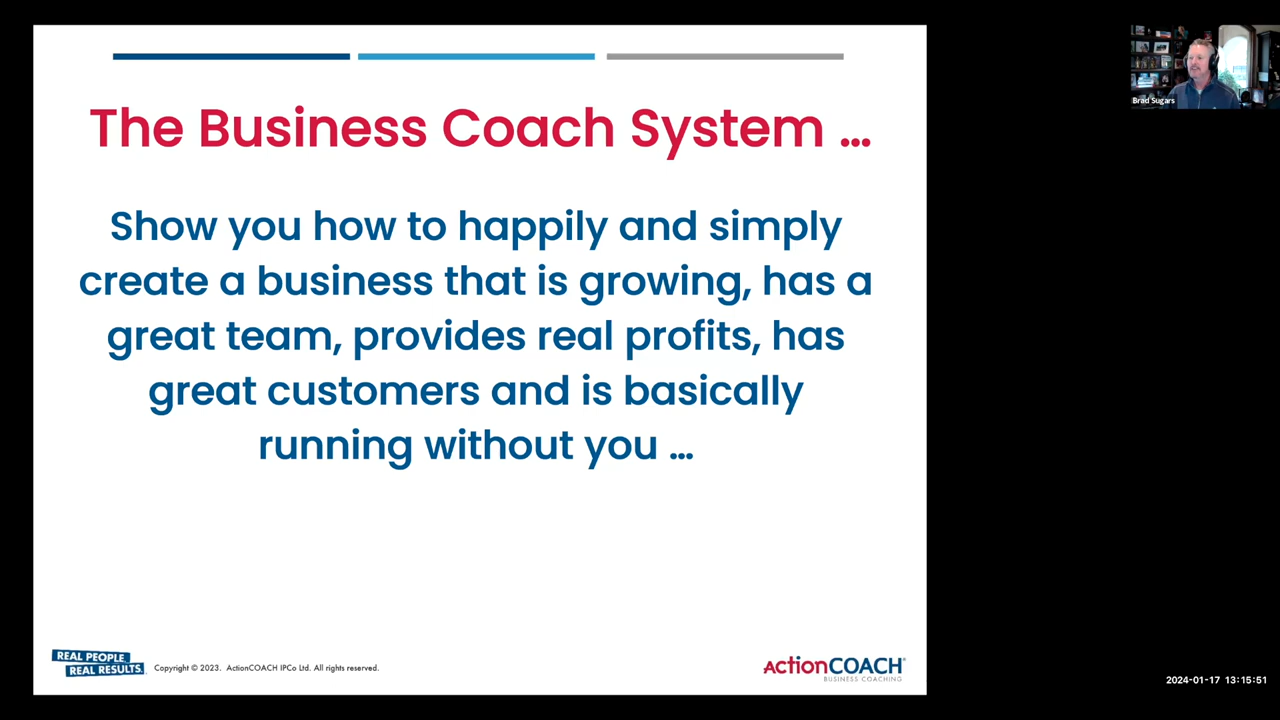 The Business Coach System ...
Show you how to happily and simply
create a business that is growing, has a
great team, provides real profits, has
great customers and is basically
running without you ...
REAL PEOPLE.
REAL RESULTS.
Copyright © 2023. ActionCOACH IPCo Ltd. All rights reserved.
actionCOACH®
BUSINESS COACHING
Brad Sugars
2024-01-17 13:15:51